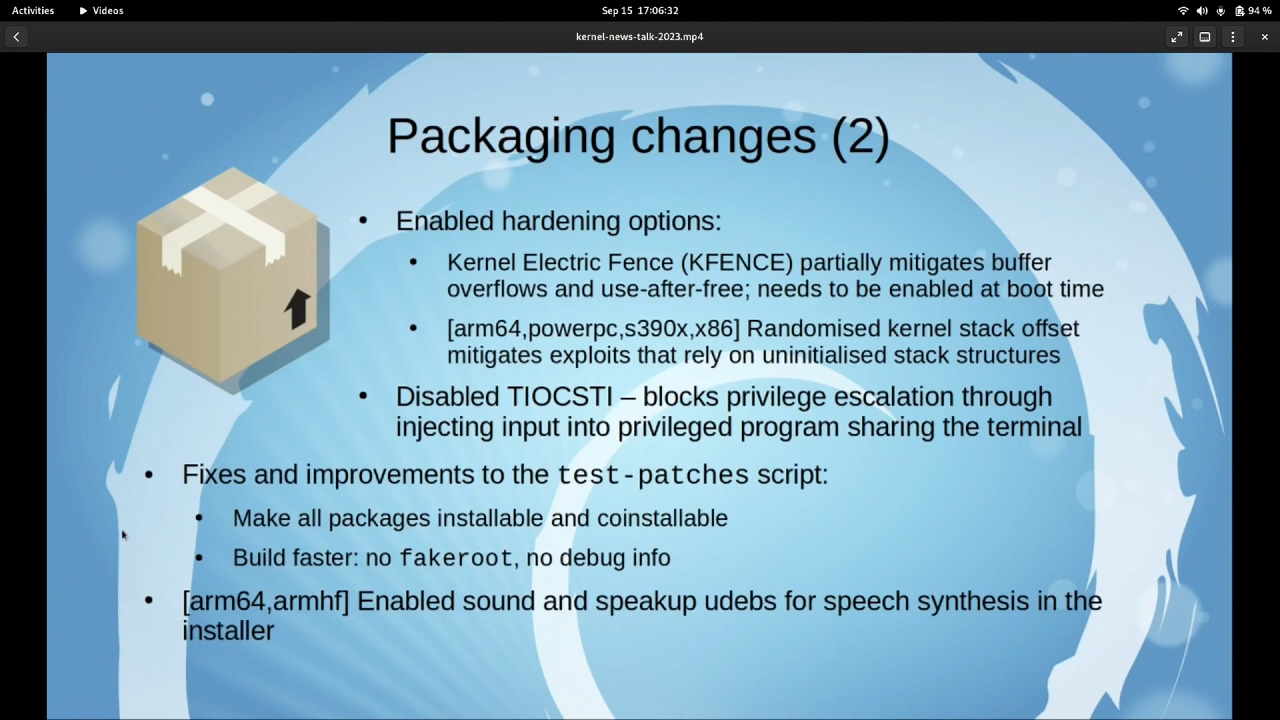 Activities Videos Sep 15 17:06:32 94 %
kernel-news-talk-2023.mp4
Packaging changes (2)
• Enabled hardening options:
• Kernel Electric Fence (KFENCE) partially mitigates buffer
overflows and use-after-free; needs to be enabled at boot time
• [arm64,powerpc,s390x,x86] Randomised kernel stack offset
mitigates exploits that rely on uninitialised stack structures
• Disabled TIOCSTI – blocks privilege escalation through
injecting input into privileged program sharing the terminal
• Fixes and improvements to the test-patches script:
• Make all packages installable and coinstallable
• Build faster: no fakeroot, no debug info
• [arm64,armhf] Enabled sound and speakup udebs for speech synthesis in the
installer